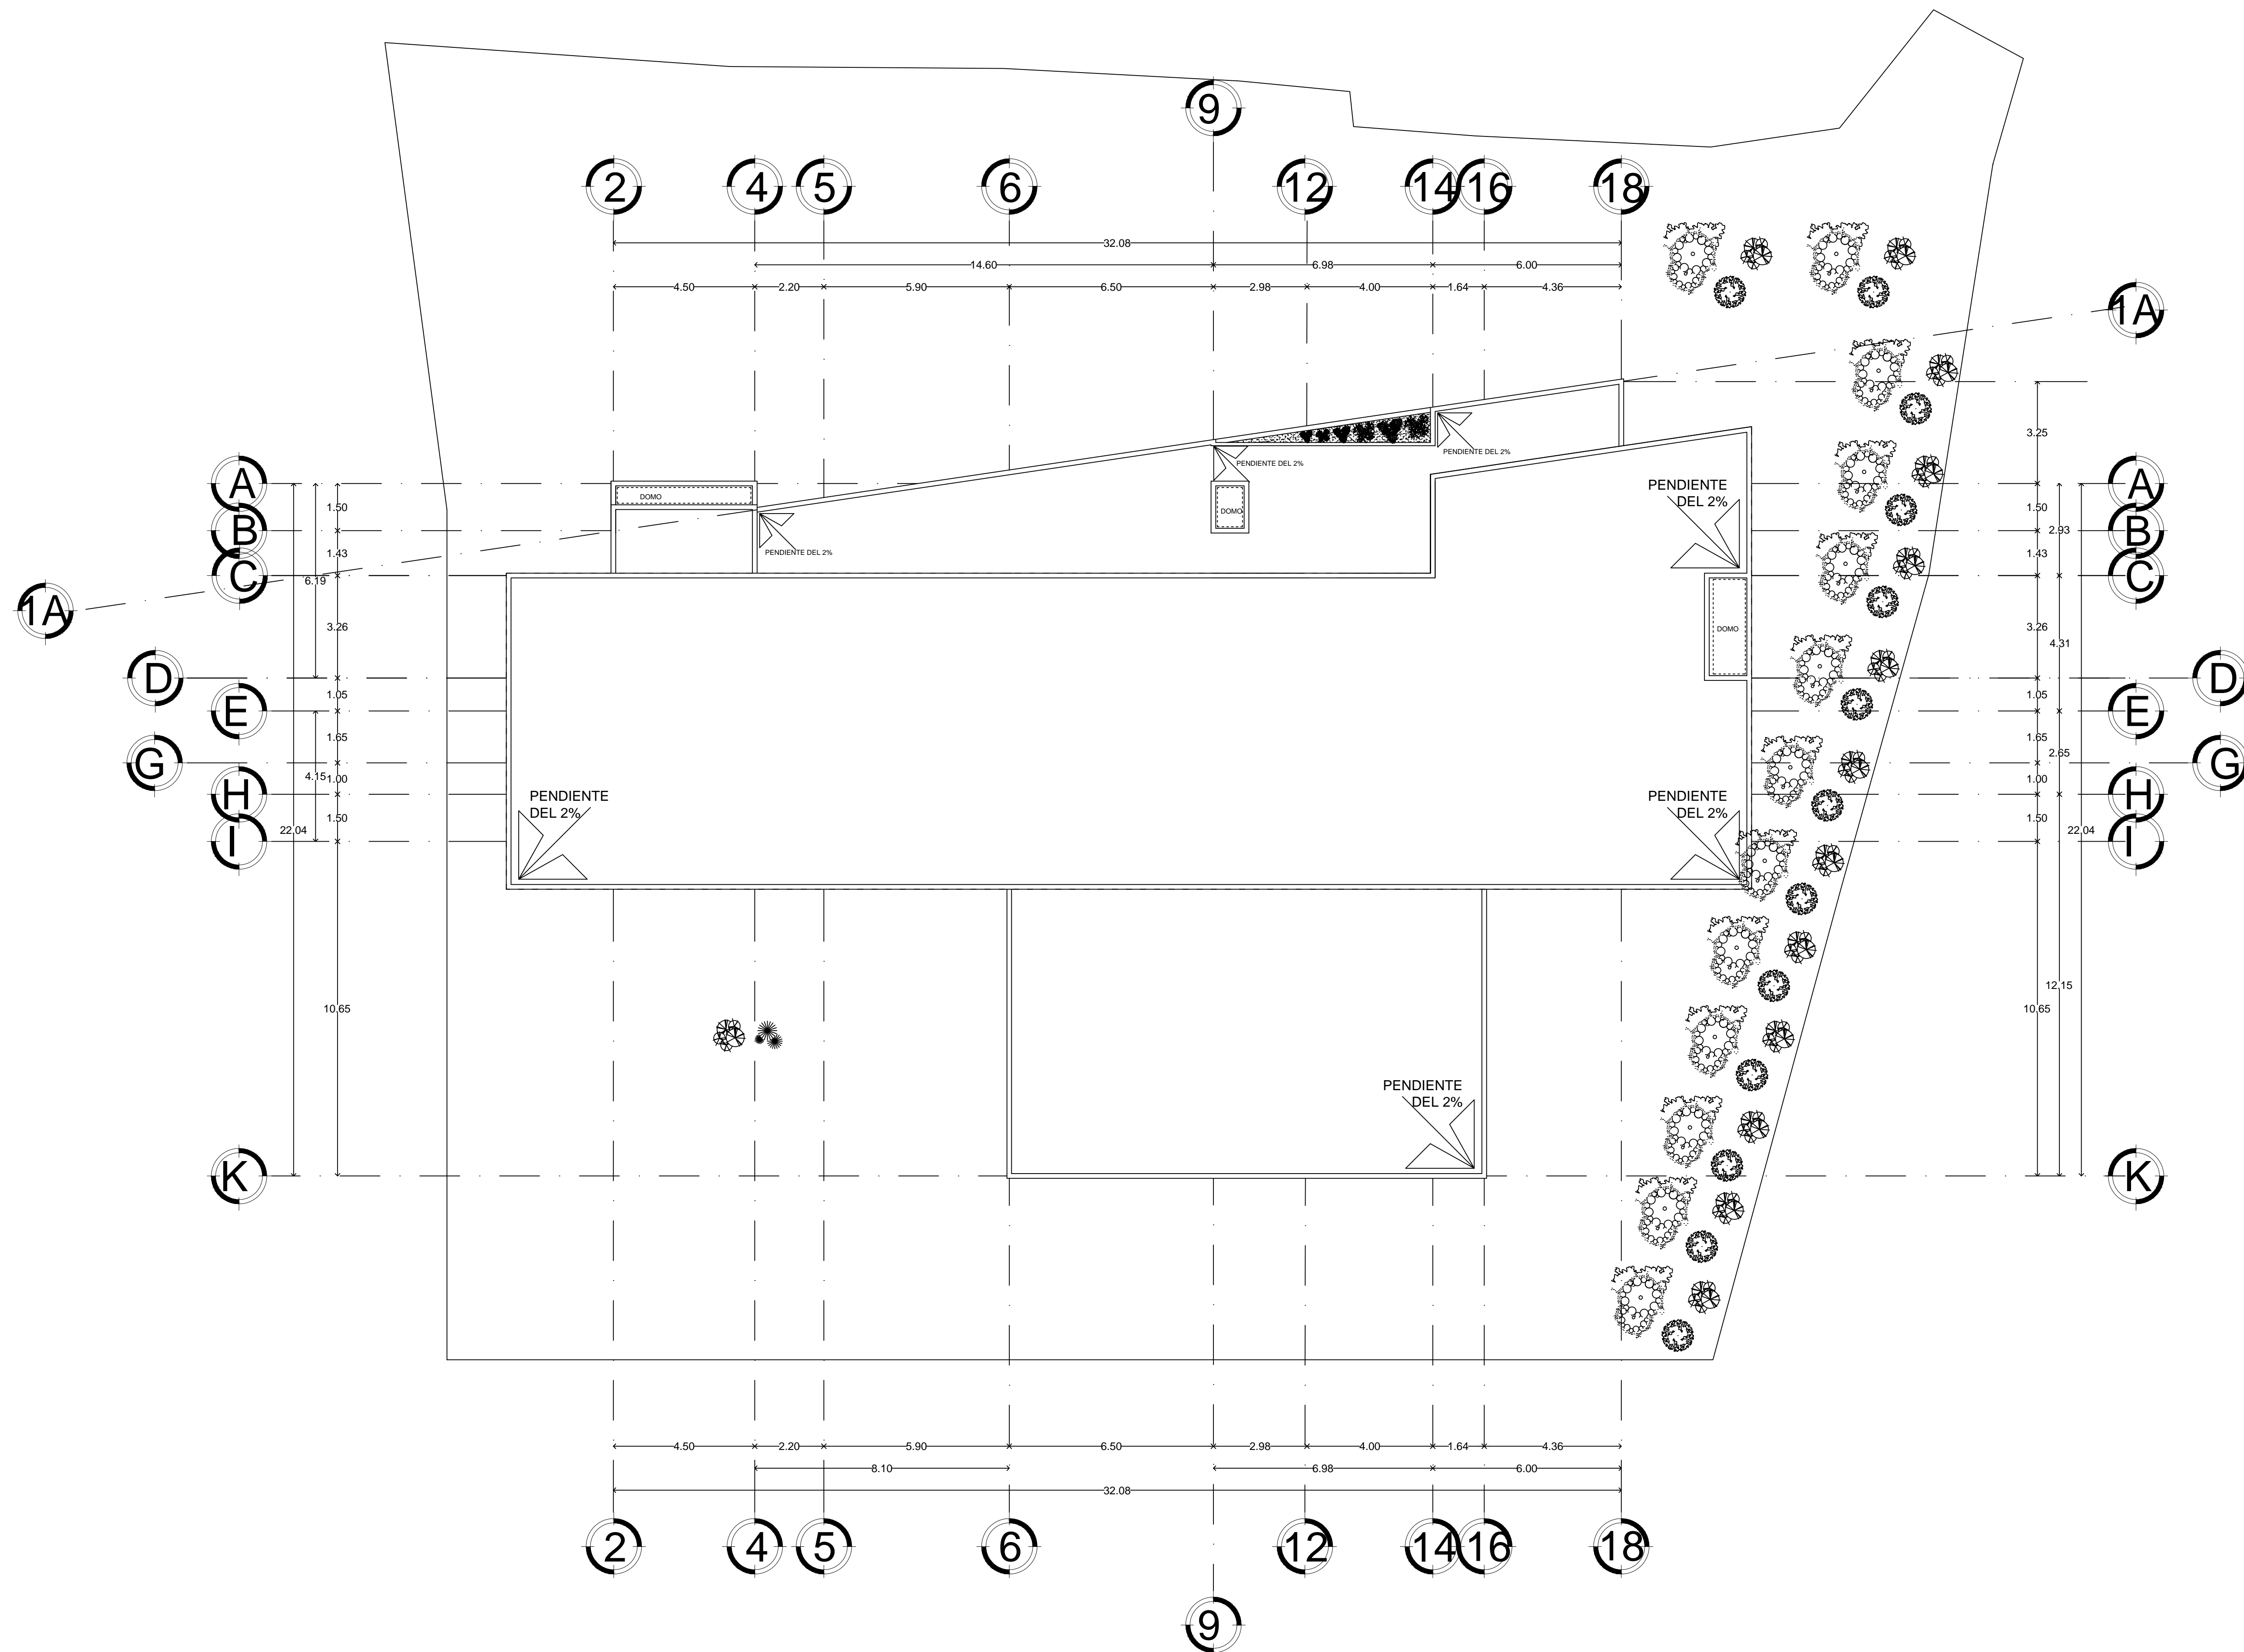 9
2 4 5 6 12 14 16 18
32.08
14.60 6.98 6.00
4.50 2.20 5.90 6.50 2.98 4.00 1.64 4.36
1A
3.25
PENDIENTE DEL 2%
PENDIENTE DEL 2%
A
DOMO
DOMO
PENDIENTE
DEL 2%
A
1.50
1.50
B
2.93
B
1.43
PENDIENTE DEL 2%
1.43
C
6.19
C
1A
3.26
DOMO
3.26
4.31
D
D
1.05
1.05
E
E
1.65
1.65
2.65
G
G
4.15
1.00
1.00
H
PENDIENTE
DEL 2%
PENDIENTE
DEL 2%
H
1.50
1.50
22.04
22.04
I
I
10.65
12.15
10.65
PENDIENTE
DEL 2%
K
K
4.50 2.20 5.90 6.50 2.98 4.00 1.64 4.36
8.10 6.98 6.00
32.08
2 4 5 6 12 14 16 18
9